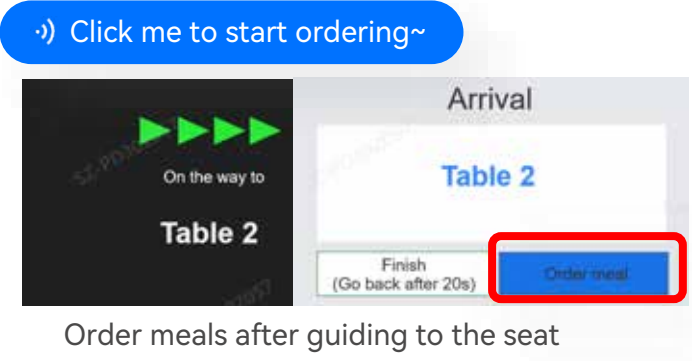 Click me to start ordering~
On the way to
Table 2
Arrival
Table 2
Finish
(Go back after 20s)
Order meal
Order meals after guiding to the seat